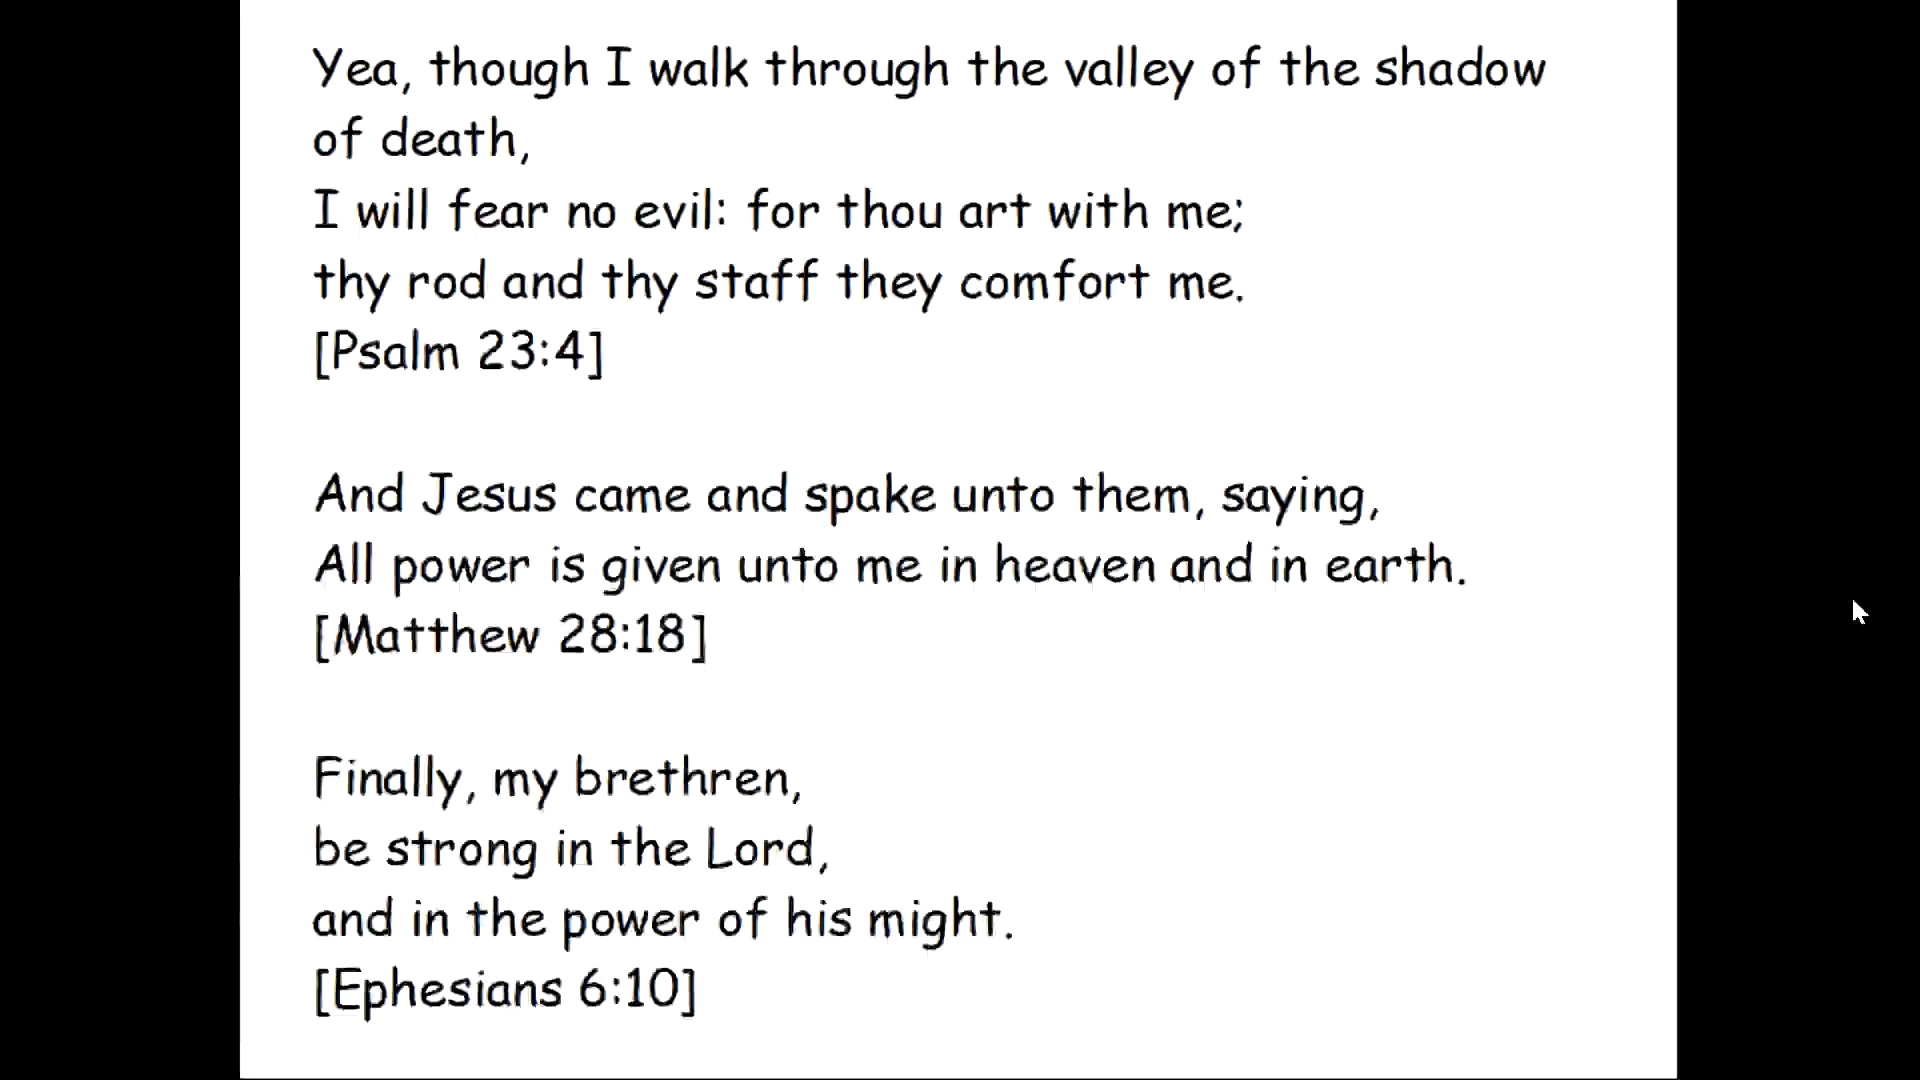 Yea, though I walk through the valley of the shadow
of death,
I will fear no evil: for thou art with me;
thy rod and thy staff they comfort me.
[Psalm 23:4]
And Jesus came and spake unto them, saying,
All power is given unto me in heaven and in earth.
[Matthew 28:18]
Finally, my brethren,
be strong in the Lord,
and in the power of his might.
[Ephesians 6:10]